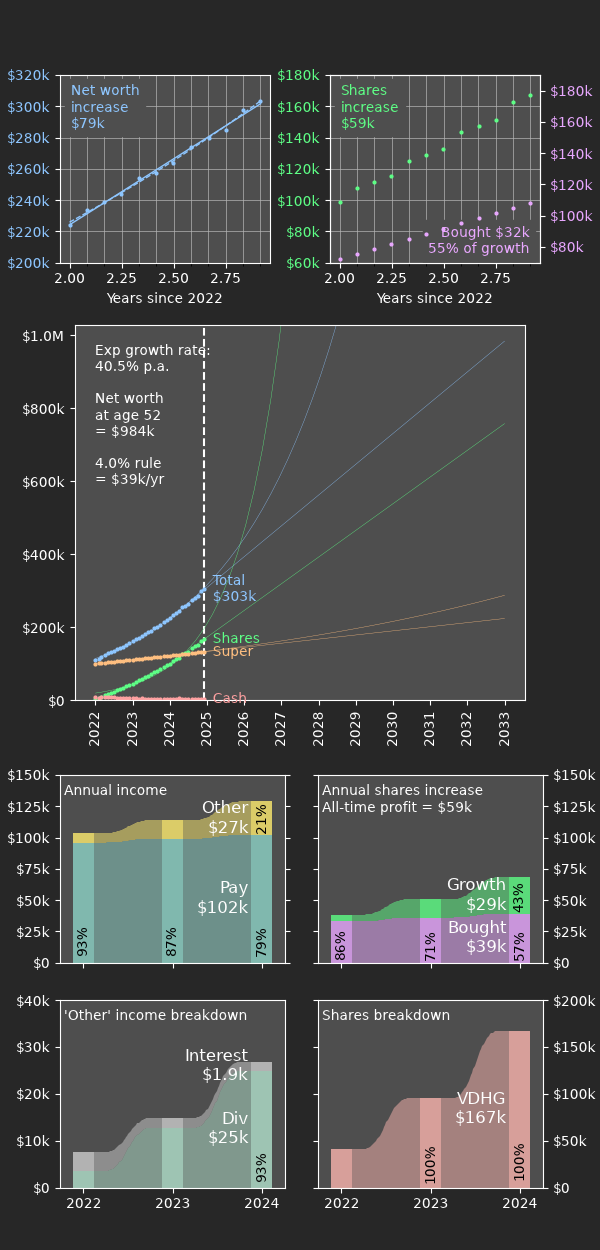 $320k
$300k
$280k
$260k
$240k
$220k
$200k
Net worth
increase
$79k
2.00
2.25
2.50
2.75
Years since 2022
$180k
$160k
$140k
$120k
$100k
$80k
$60k
Shares
increase
$59k
Bought $32k
55% of growth
$180k
$160k
$140k
$120k
$100k
$80k
2.00
2.25
2.50
2.75
Years since 2022
$1.0M
$800k
$600k
$400k
$200k
$0
Exp growth rate:
40.5% p.a.
Net worth
at age 52
= $984k
4.0% rule
= $39k/yr
Total
$303k
Shares
Super
Cash
2022
2023
2024
2025
2026
2027
2028
2029
2030
2031
2032
2033
$150k
$125k
$100k
$75k
$50k
$25k
$0
Annual income
Other
$27k
Pay
$102k
93%
87%
79%
21%
Annual shares increase
All-time profit = $59k
Growth
$29k
Bought
$39k
86%
71%
57%
43%
$150k
$125k
$100k
$75k
$50k
$25k
$0
$40k
$30k
$20k
$10k
$0
'Other' income breakdown
Interest
$1.9k
Div
$25k
93%
2022
2023
2024
Shares breakdown
VDHG
$167k
100%
100%
$200k
$150k
$100k
$50k
$0
2022
2023
2024